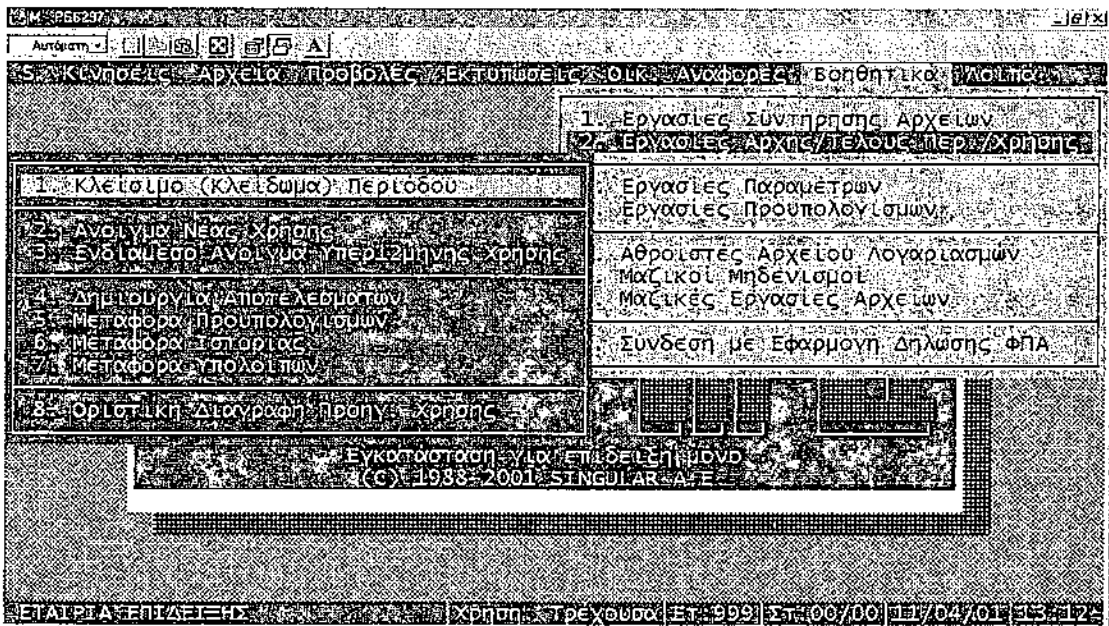 Αυτόματη
S. Κινήσεις Αρχεία Προβολές Εκτυπώσεις Οικ. Αναφορές Βοηθητικά Λοιπά
1. Εργασίες Συντήρησης Αρχείων
2. Εργασίες Αρχής/Τέλους Περ./Χρήσης
Εργασίες Παραμέτρων
Εργασίες Προϋπολογισμών
Αθροιστές Αρχείου Λογαριασμών
Μαζικοί Μηδενισμοί
Μαζικές Εργασίες Αρχείων
Σύνδεση με Εφαρμογή Δήλωσης ΦΠΑ
1. Κλείσιμο (Κλείδωμα) Περιόδου
2. Ανοιγμα Νέας Χρήσης
3. Ενδιάμεσο Ανοιγμα Υπερ12μηνης Χρήσης
4. Δημιουργία Αποτελεσμάτων
5. Μεταφορά Προϋπολογισμών
6. Μεταφορά Ιστορίας
7. Μεταφορά Υπολοίπων
8. Οριστική Διαγραφή Προηγ. Χρήσης
Εγκατάσταση για επίδειξη μόνο
(C) 1988-2001 SINGULAR A.E.
ΕΤΑΙΡΙΑ ΕΠΙΔΕΙΞΗΣ Χρήση Τρέχουσα ΕΤ-999 ΣΤ-00/00 11/04/01 13:12